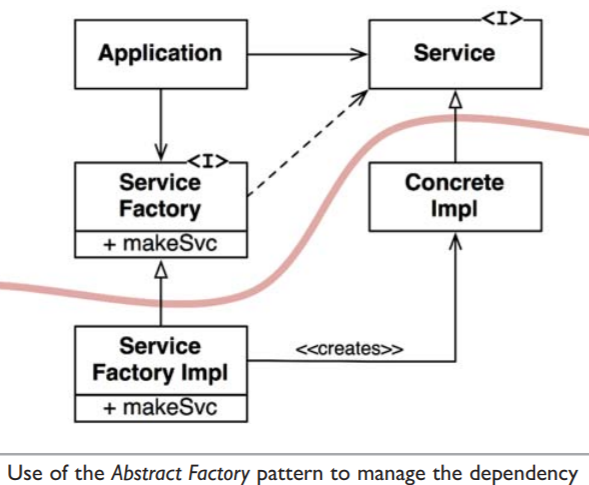 <I>
Application
Service
<I>
Service
Factory
+ makeSvc
Concrete
Impl
Service
Factory Impl
+ makeSvc
<<creates>>
Use of the Abstract Factory pattern to manage the dependency